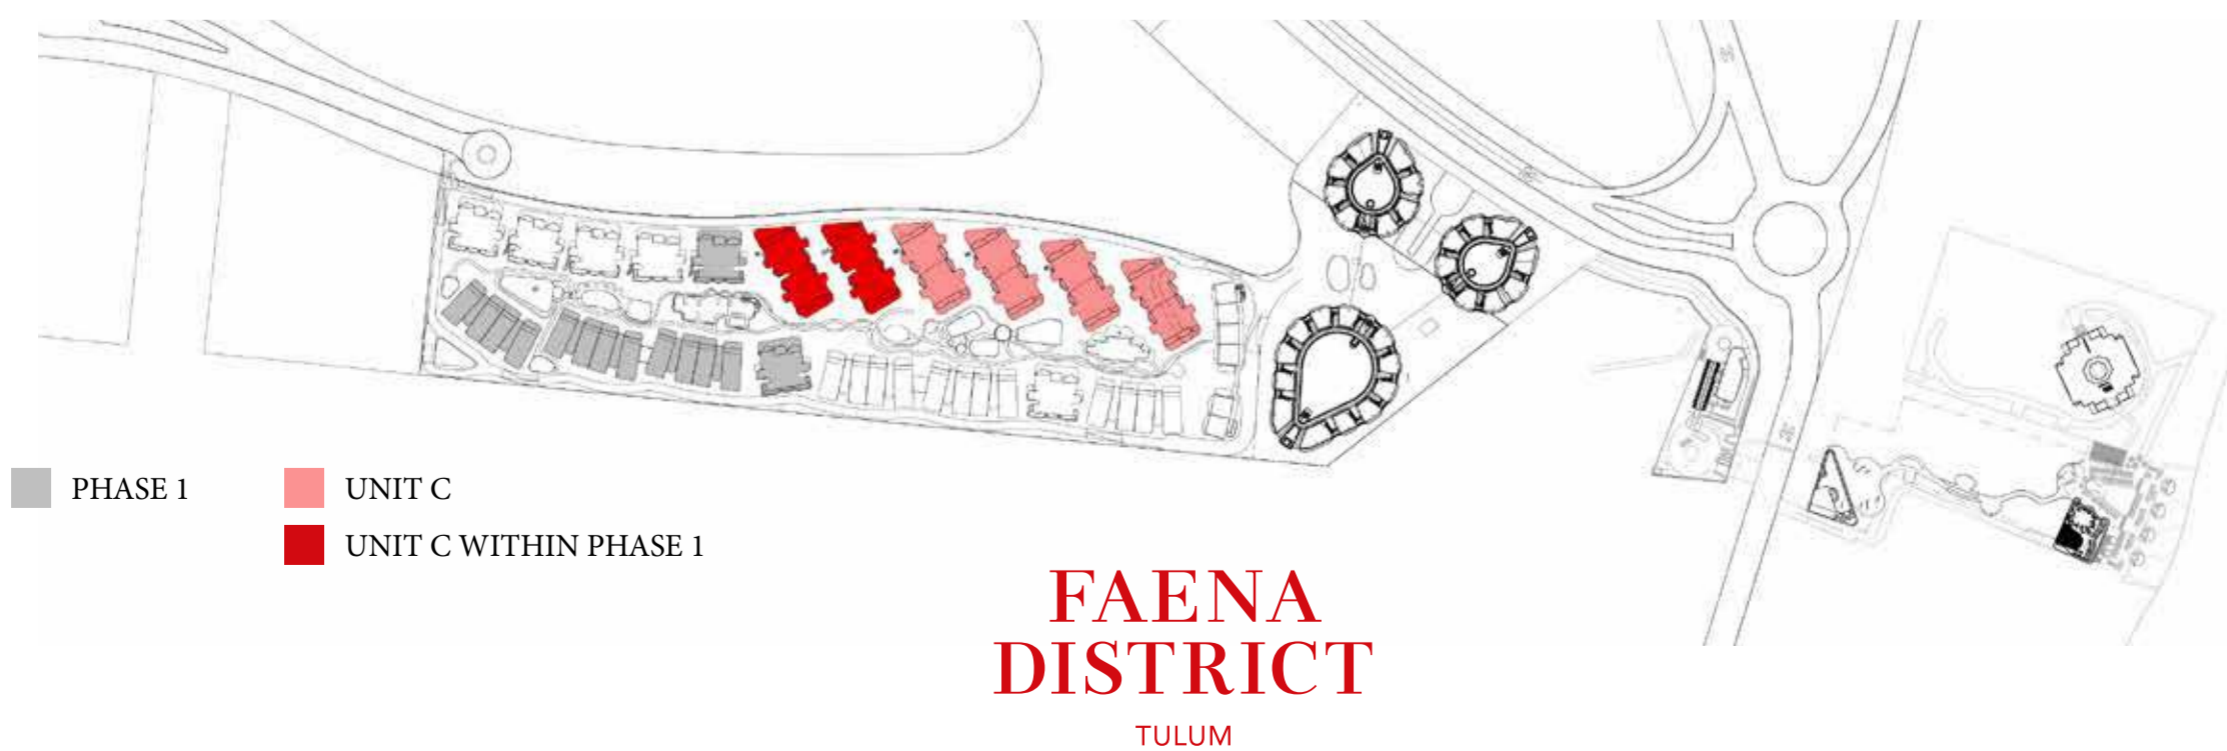 PHASE 1
UNIT C
UNIT C WITHIN PHASE 1
FAENA
DISTRICT
TULUM